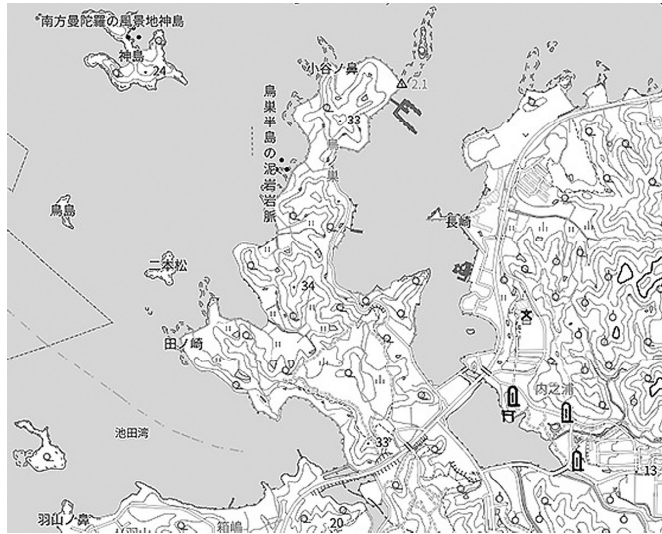 南方曼陀羅の風景地神島
神島
24
小谷ノ鼻
2.1
33
鳥巣
鳥巣半島の泥岩岩脈
鳥島
二本松
長崎
34
田ノ崎
内之浦
池田湾
33
13
羽山ノ鼻
箱嶋
20